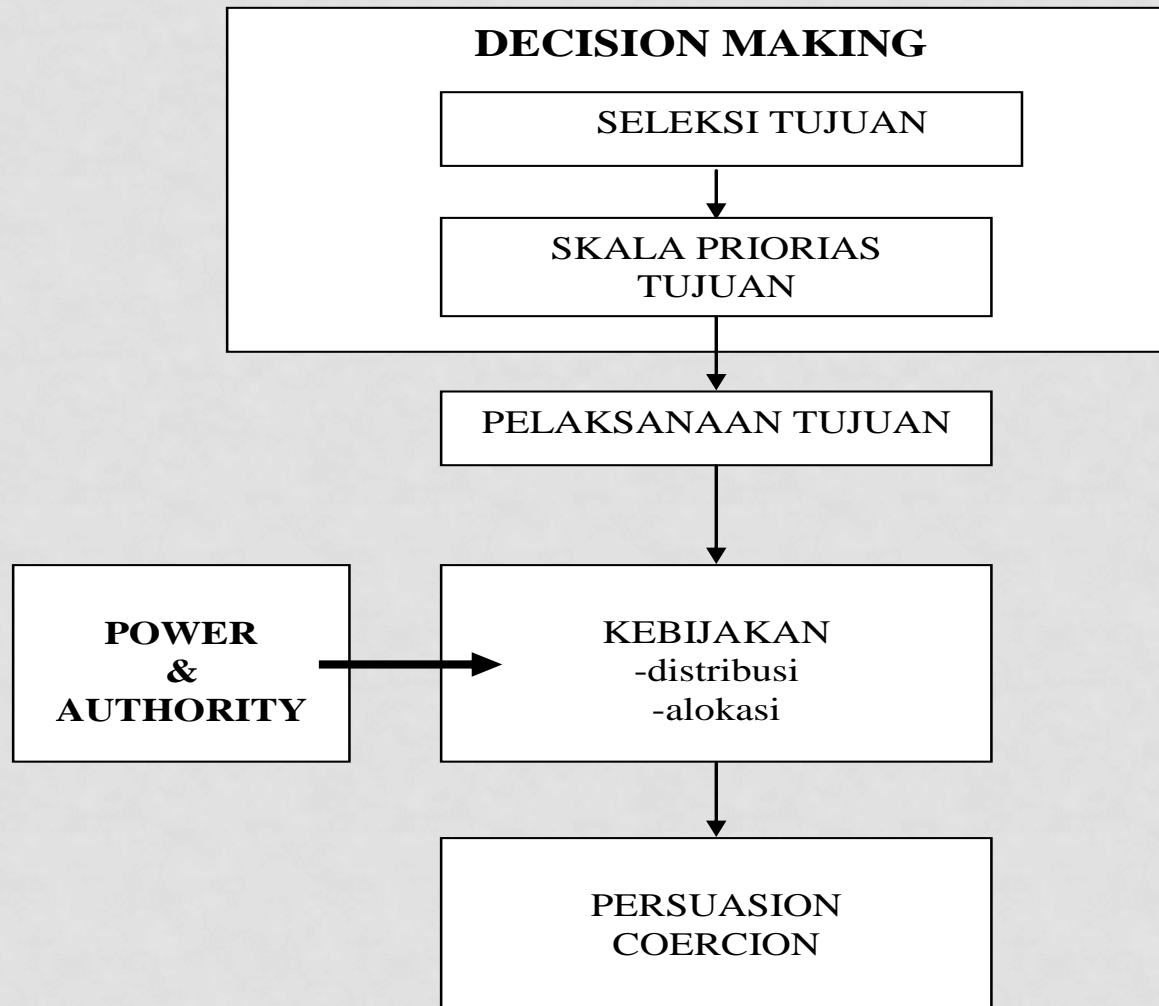 DECISION MAKING
SELEKSI TUJUAN
SKALA PRIORIAS
TUJUAN
PELAKSANAAN TUJUAN
POWER
&
AUTHORITY
KEBIJAKAN
-distribusi
-alokasi
PERSUASION
COERCION